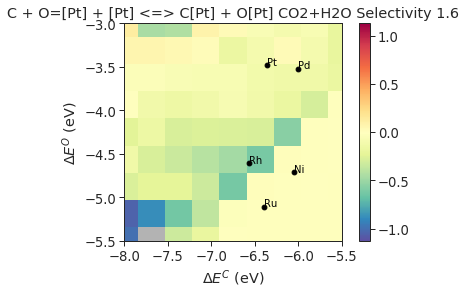 C + O=[Pt] + [Pt] <=> C[Pt] + O[Pt] CO2+H2O Selectivity 1.6
−3.0
−3.5
−4.0
−4.5
−5.0
−5.5
ΔE^O (eV)
Pt
Pd
Rh
Ni
Ru
−8.0 −7.5 −7.0 −6.5 −6.0 −5.5
ΔE^C (eV)
1.0
0.5
0.0
−0.5
−1.0